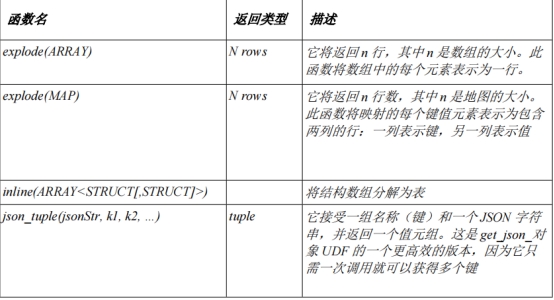 函数名 返回类型 描述
explode(ARRAY) N rows 它将返回 n 行，其中 n 是数组的大小。此
函数将数组中的每个元素表示为一行。
explode(MAP) N rows 它将返回 n 行数，其中 n 是地图的大小。
此函数将映射的每个键值元素表示为包含
两列的行：一列表示键，另一列表示值
inline(ARRAY<STRUCT[,STRUCT]>) 将结构数组分解为表
json_tuple(jsonStr, k1, k2, ...) tuple 它接受一组名称（键）和一个 JSON 字符
串，并返回一个值元组。这是 get_json_对
象 UDF 的一个更高效的版本，因为它只
需一次调用就可以获得多个键